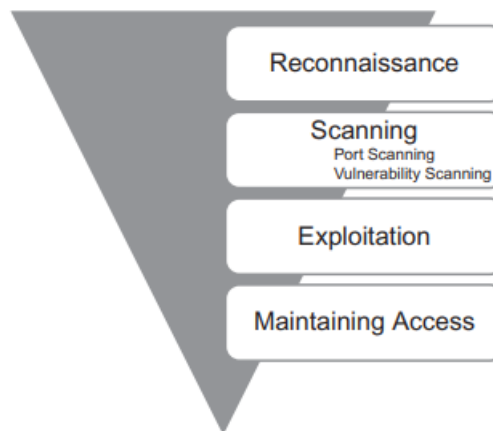 Reconnaissance
Scanning
Port Scanning
Vulnerability Scanning
Exploitation
Maintaining Access